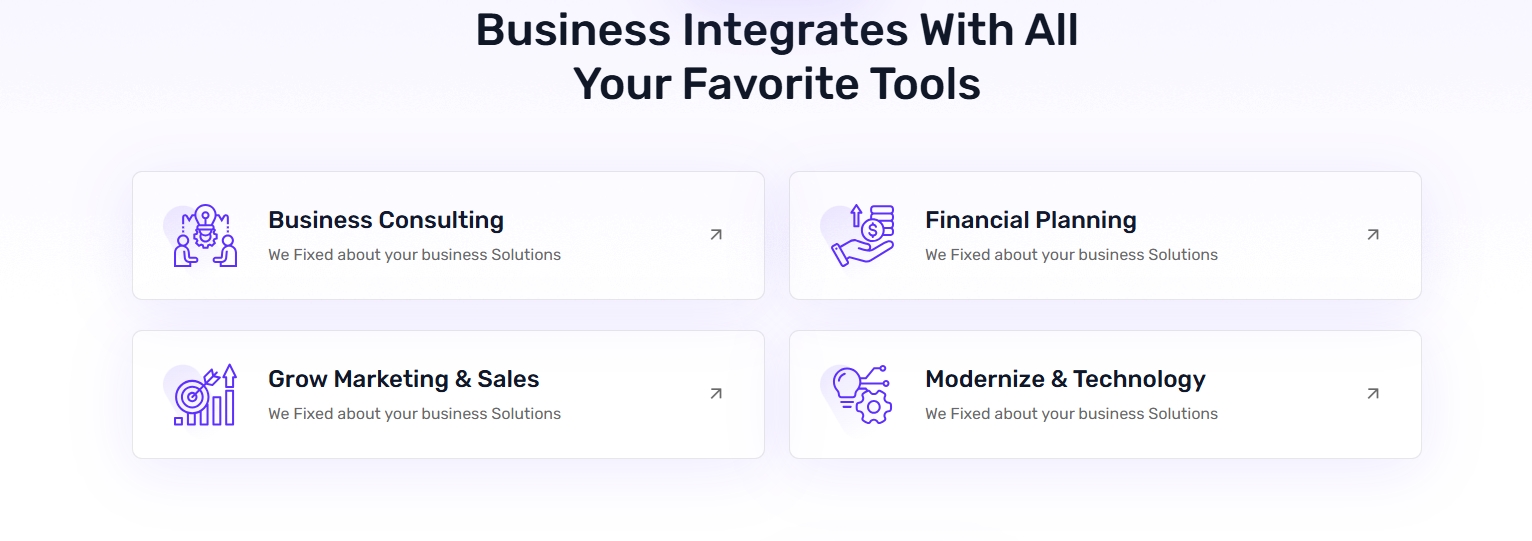 Business Integrates With All
Your Favorite Tools
Business Consulting
We Fixed about your business Solutions
Financial Planning
We Fixed about your business Solutions
Grow Marketing & Sales
We Fixed about your business Solutions
Modernize & Technology
We Fixed about your business Solutions